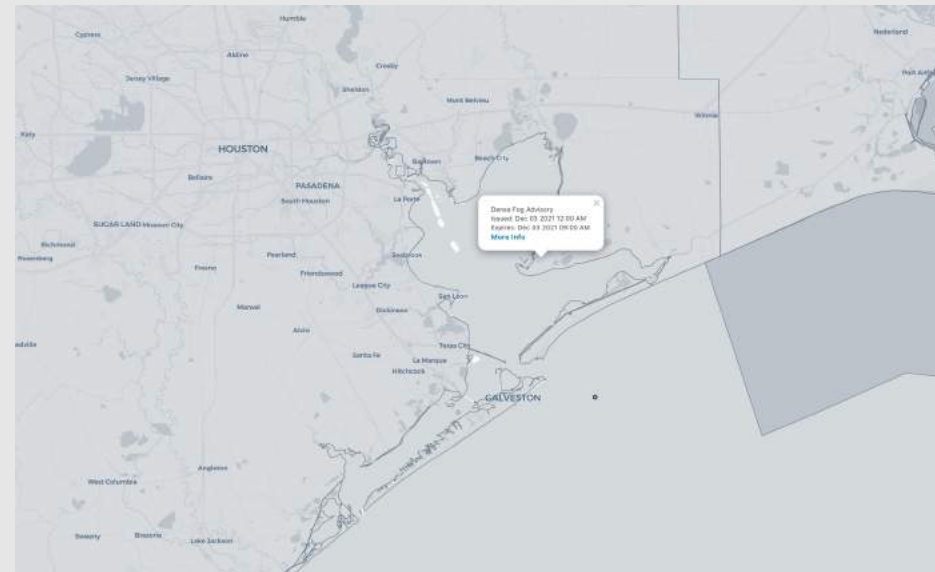 Humble
Cypress
Nederland
Aldine
Crosby
Jersey Village
Port Arth
Sheldon
Mont Belvieu
Winnie
Katy
HOUSTON
Baytown
Beach City
Bellaire
PASADENA
La Porte
South Houston
Dense Fog Advisory
Issued: Dec 03 2021 12:00 AM
Expires: Dec 03 2021 09:00 AM
More Info
SUGAR LAND Missouri City
Richmond
Rosenberg
Pearland
Seabrook
Fresno
Friendswood
League City
San Leon
Manvel
Dickinson
Alvin
Texas City
Santa Fe
La Marque
Hitchcock
GALVESTON
Angleton
West Columbia
Sweeny
Brazoria
Lake Jackson